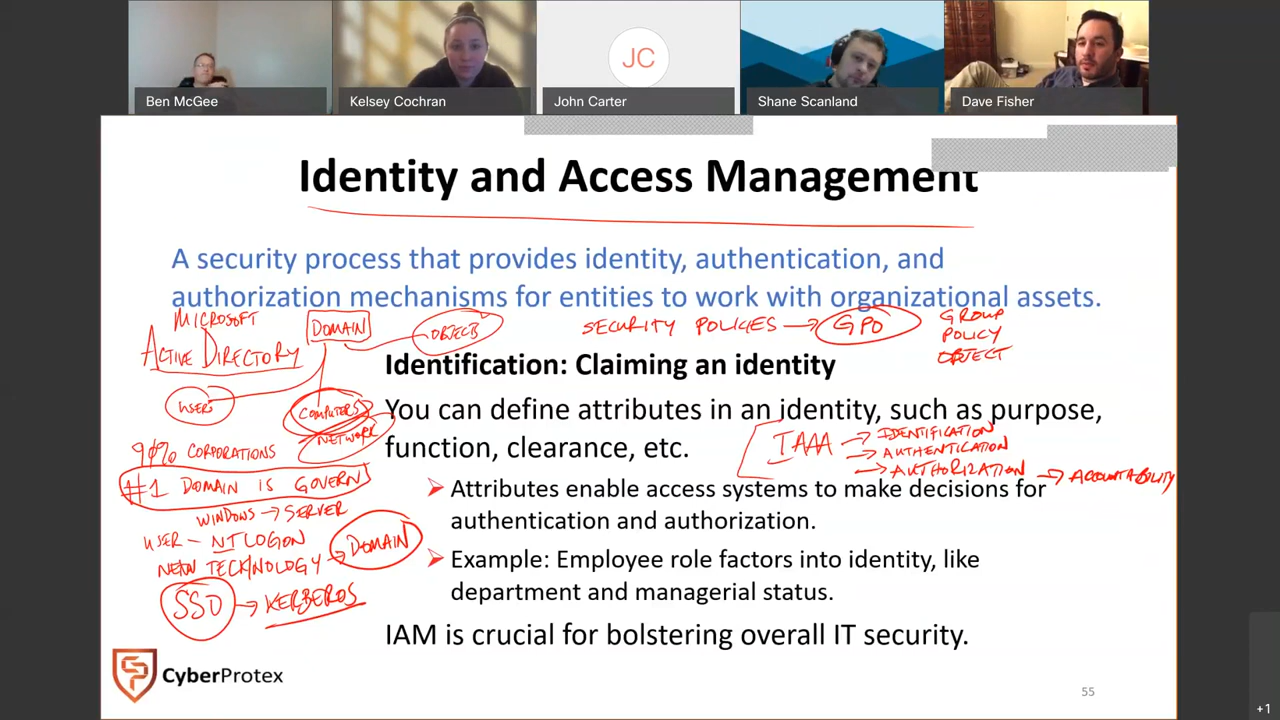 JC
Ben McGee
Kelsey Cochran
John Carter
Shane Scanland
Dave Fisher
Identity and Access Management
A security process that provides identity, authentication, and
authorization mechanisms for entities to work with organizational assets.
MICROSOFT
ACTIVE DIRECTORY
DOMAIN
OBJECTS
SECURITY POLICIES → GPO
GROUP
POLICY
OBJECT
Identification: Claiming an identity
USERS
COMPUTERS
NETWORK
You can define attributes in an identity, such as purpose,
function, clearance, etc.
IAAA → IDENTIFICATION
→ AUTHENTICATION
→ AUTHORIZATION → ACCOUNTABILITY
90% CORPORATIONS
#1 DOMAIN IS GOVERN
WINDOWS → SERVER
USER - NT LOGON
NEW TECHNOLOGY → DOMAIN
SSO → KERBEROS
Attributes enable access systems to make decisions for
authentication and authorization.
Example: Employee role factors into identity, like
department and managerial status.
IAM is crucial for bolstering overall IT security.
CyberProtex
55
+1